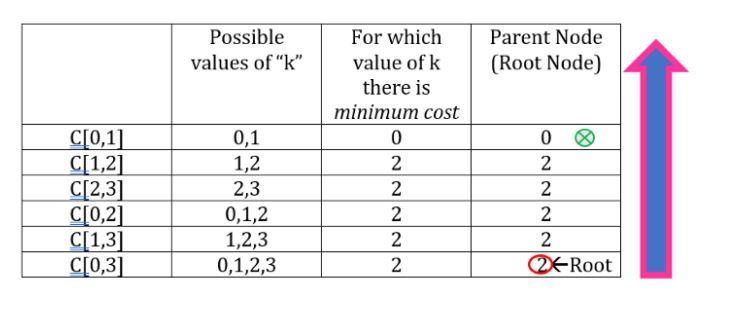 Possible values of “k” For which value of k there is minimum cost Parent Node (Root Node)
C[0,1] 0,1 0 0 ⊗
C[1,2] 1,2 2 2
C[2,3] 2,3 2 2
C[0,2] 0,1,2 2 2
C[1,3] 1,2,3 2 2
C[0,3] 0,1,2,3 2 2←Root